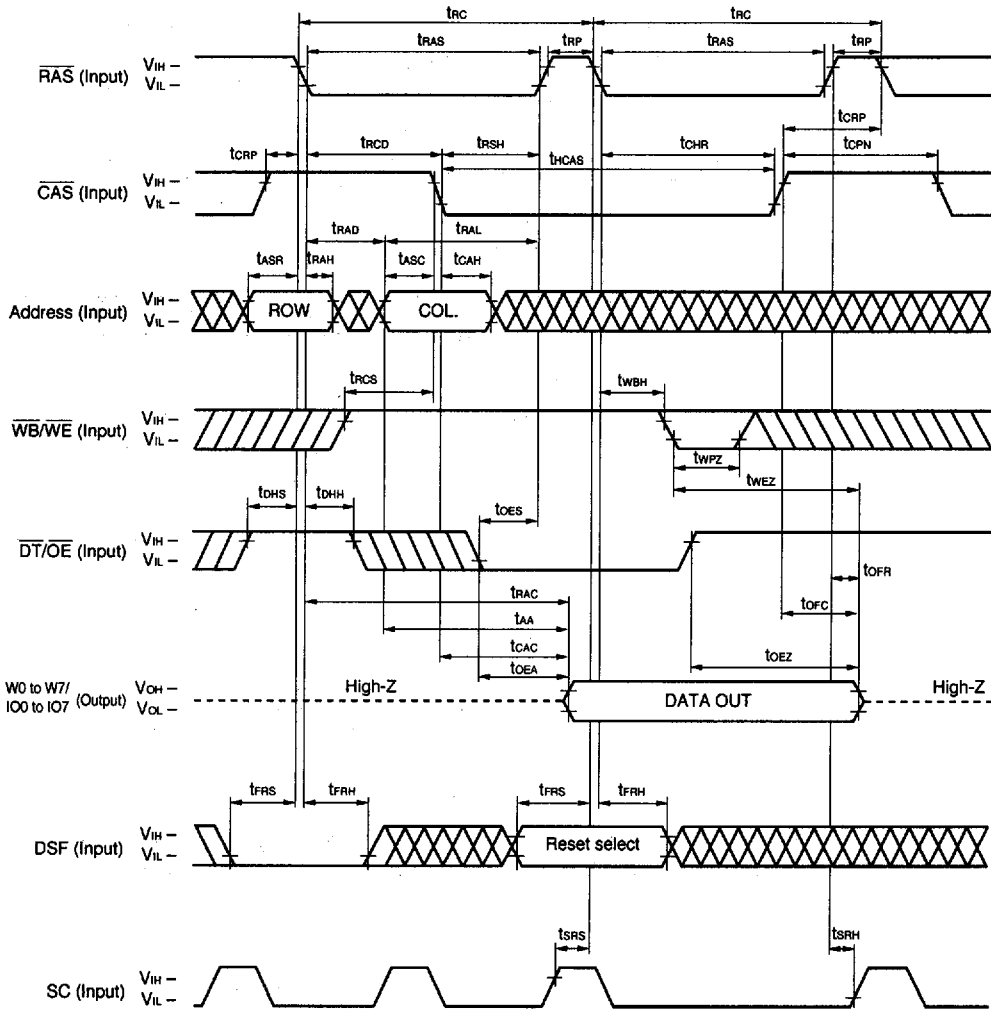 tRC tRC
tRAS tRP tRAS tRP
RAS (Input) VIH VIL
tCRP
tCRP tRCD tRSH tHCAS tCHR tCPN
CAS (Input) VIH VIL
tRAD tRAL
tASR tRAH tASC tCAH
Address (Input) VIH VIL ROW COL.
tRCS tWBH
WB/WE (Input) VIH VIL
tWPZ
tWEZ
tDHS tDHH tOES
DT/OE (Input) VIH VIL
tOFR
tRAC tOFC
tAA
tCAC
tOEA tOEZ
W0 to W7/
IO0 to IO7 (Output) VOH VOL High-Z DATA OUT High-Z
tFRS tFRH tFRS tFRH
DSF (Input) VIH VIL Reset select
tSRS tSRH
SC (Input) VIH VIL